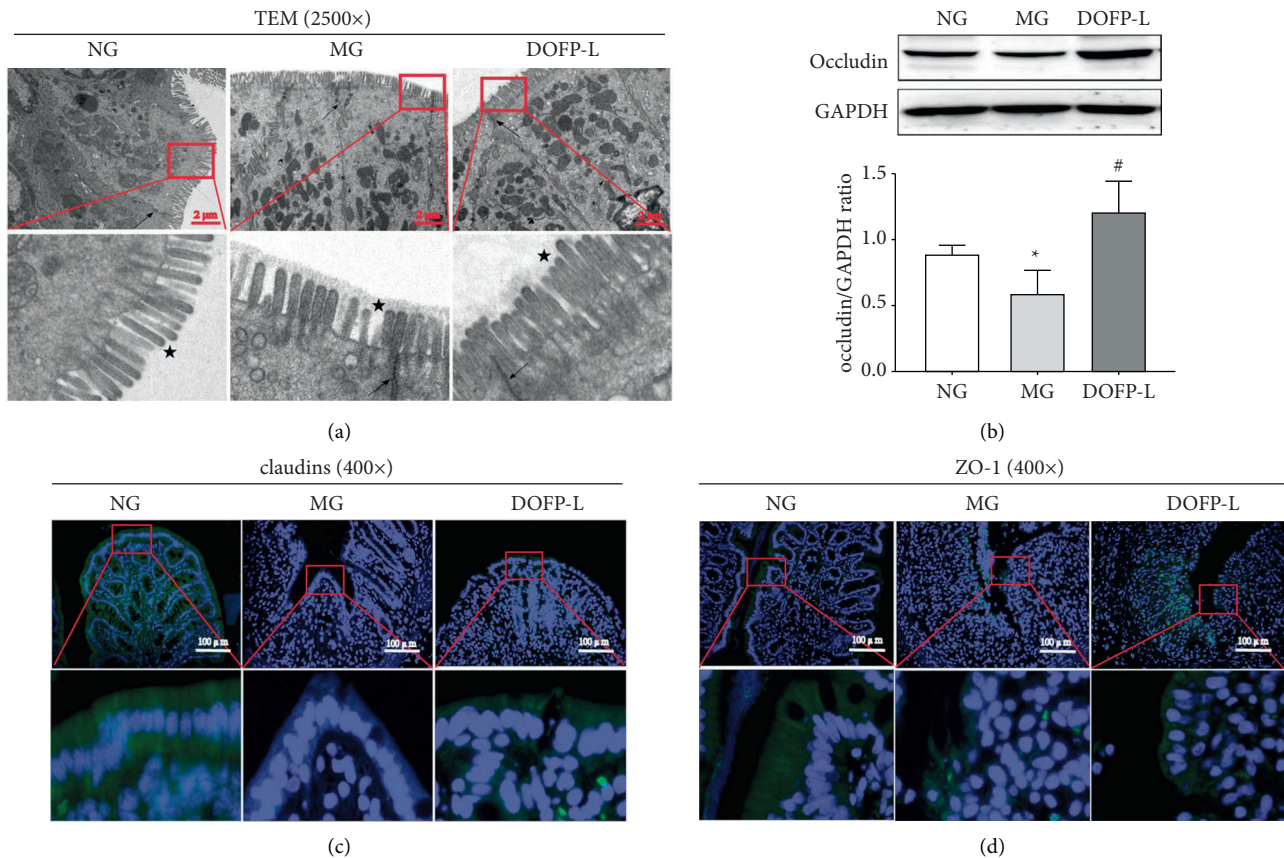 TEM (2500×)
NG
MG
DOFP-L
2 μm
2 μm
(a)
NG
MG
DOFP-L
Occludin
GAPDH
occludin/GAPDH ratio
1.5
1.0
0.5
0.0
*
#
NG
MG
DOFP-L
(b)
claudins (400×)
NG
MG
DOFP-L
100 μm
100 μm
100 μm
(c)
ZO-1 (400×)
NG
MG
DOFP-L
100 μm
100 μm
100 μm
(d)